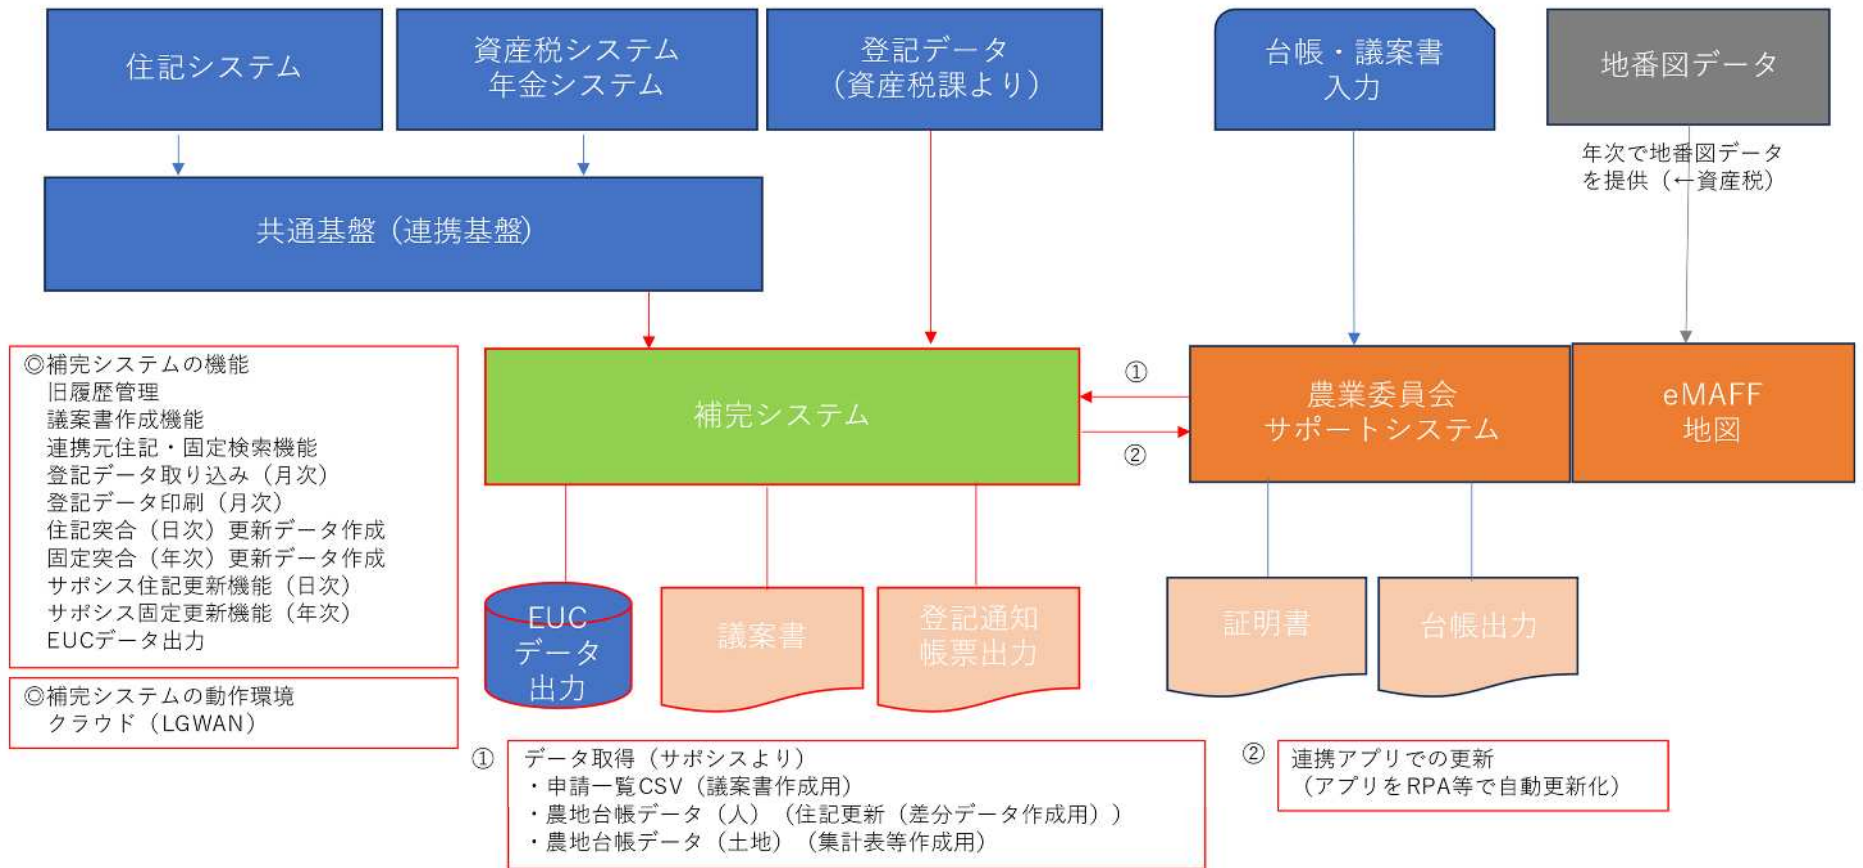 住記システム
資産税システム
年金システム
登記データ
（資産税課より）
台帳・議案書
入力
地番図データ
年次で地番図データ
を提供（←資産税）
共通基盤（連携基盤）
◎補完システムの機能
旧履歴管理
議案書作成機能
連携元住記・固定検索機能
登記データ取り込み（月次）
登記データ印刷（月次）
住記突合（日次）更新データ作成
固定突合（年次）更新データ作成
サポシス住記更新機能（日次）
サポシス固定更新機能（年次）
EUCデータ出力
◎補完システムの動作環境
クラウド（LGWAN）
補完システム
①
②
農業委員会
サポートシステム
eMAFF
地図
EUC
データ
出力
議案書
登記通知
帳票出力
証明書
台帳出力
①
データ取得（サポシスより）
・申請一覧CSV（議案書作成用）
・農地台帳データ（人）（住記更新（差分データ作成用））
・農地台帳データ（土地）（集計表等作成用）
②
連携アプリでの更新
（アプリをRPA等で自動更新化）